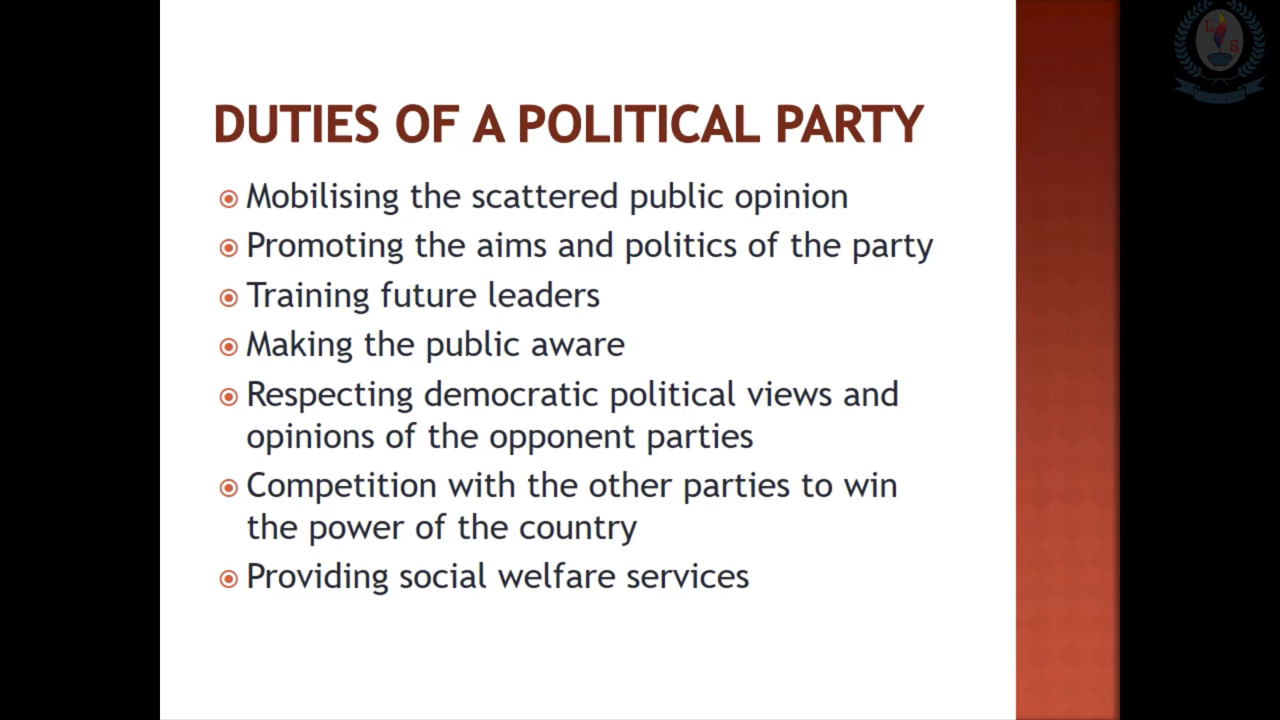 DUTIES OF A POLITICAL PARTY
Mobilising the scattered public opinion
Promoting the aims and politics of the party
Training future leaders
Making the public aware
Respecting democratic political views and
opinions of the opponent parties
Competition with the other parties to win
the power of the country
Providing social welfare services
L
S